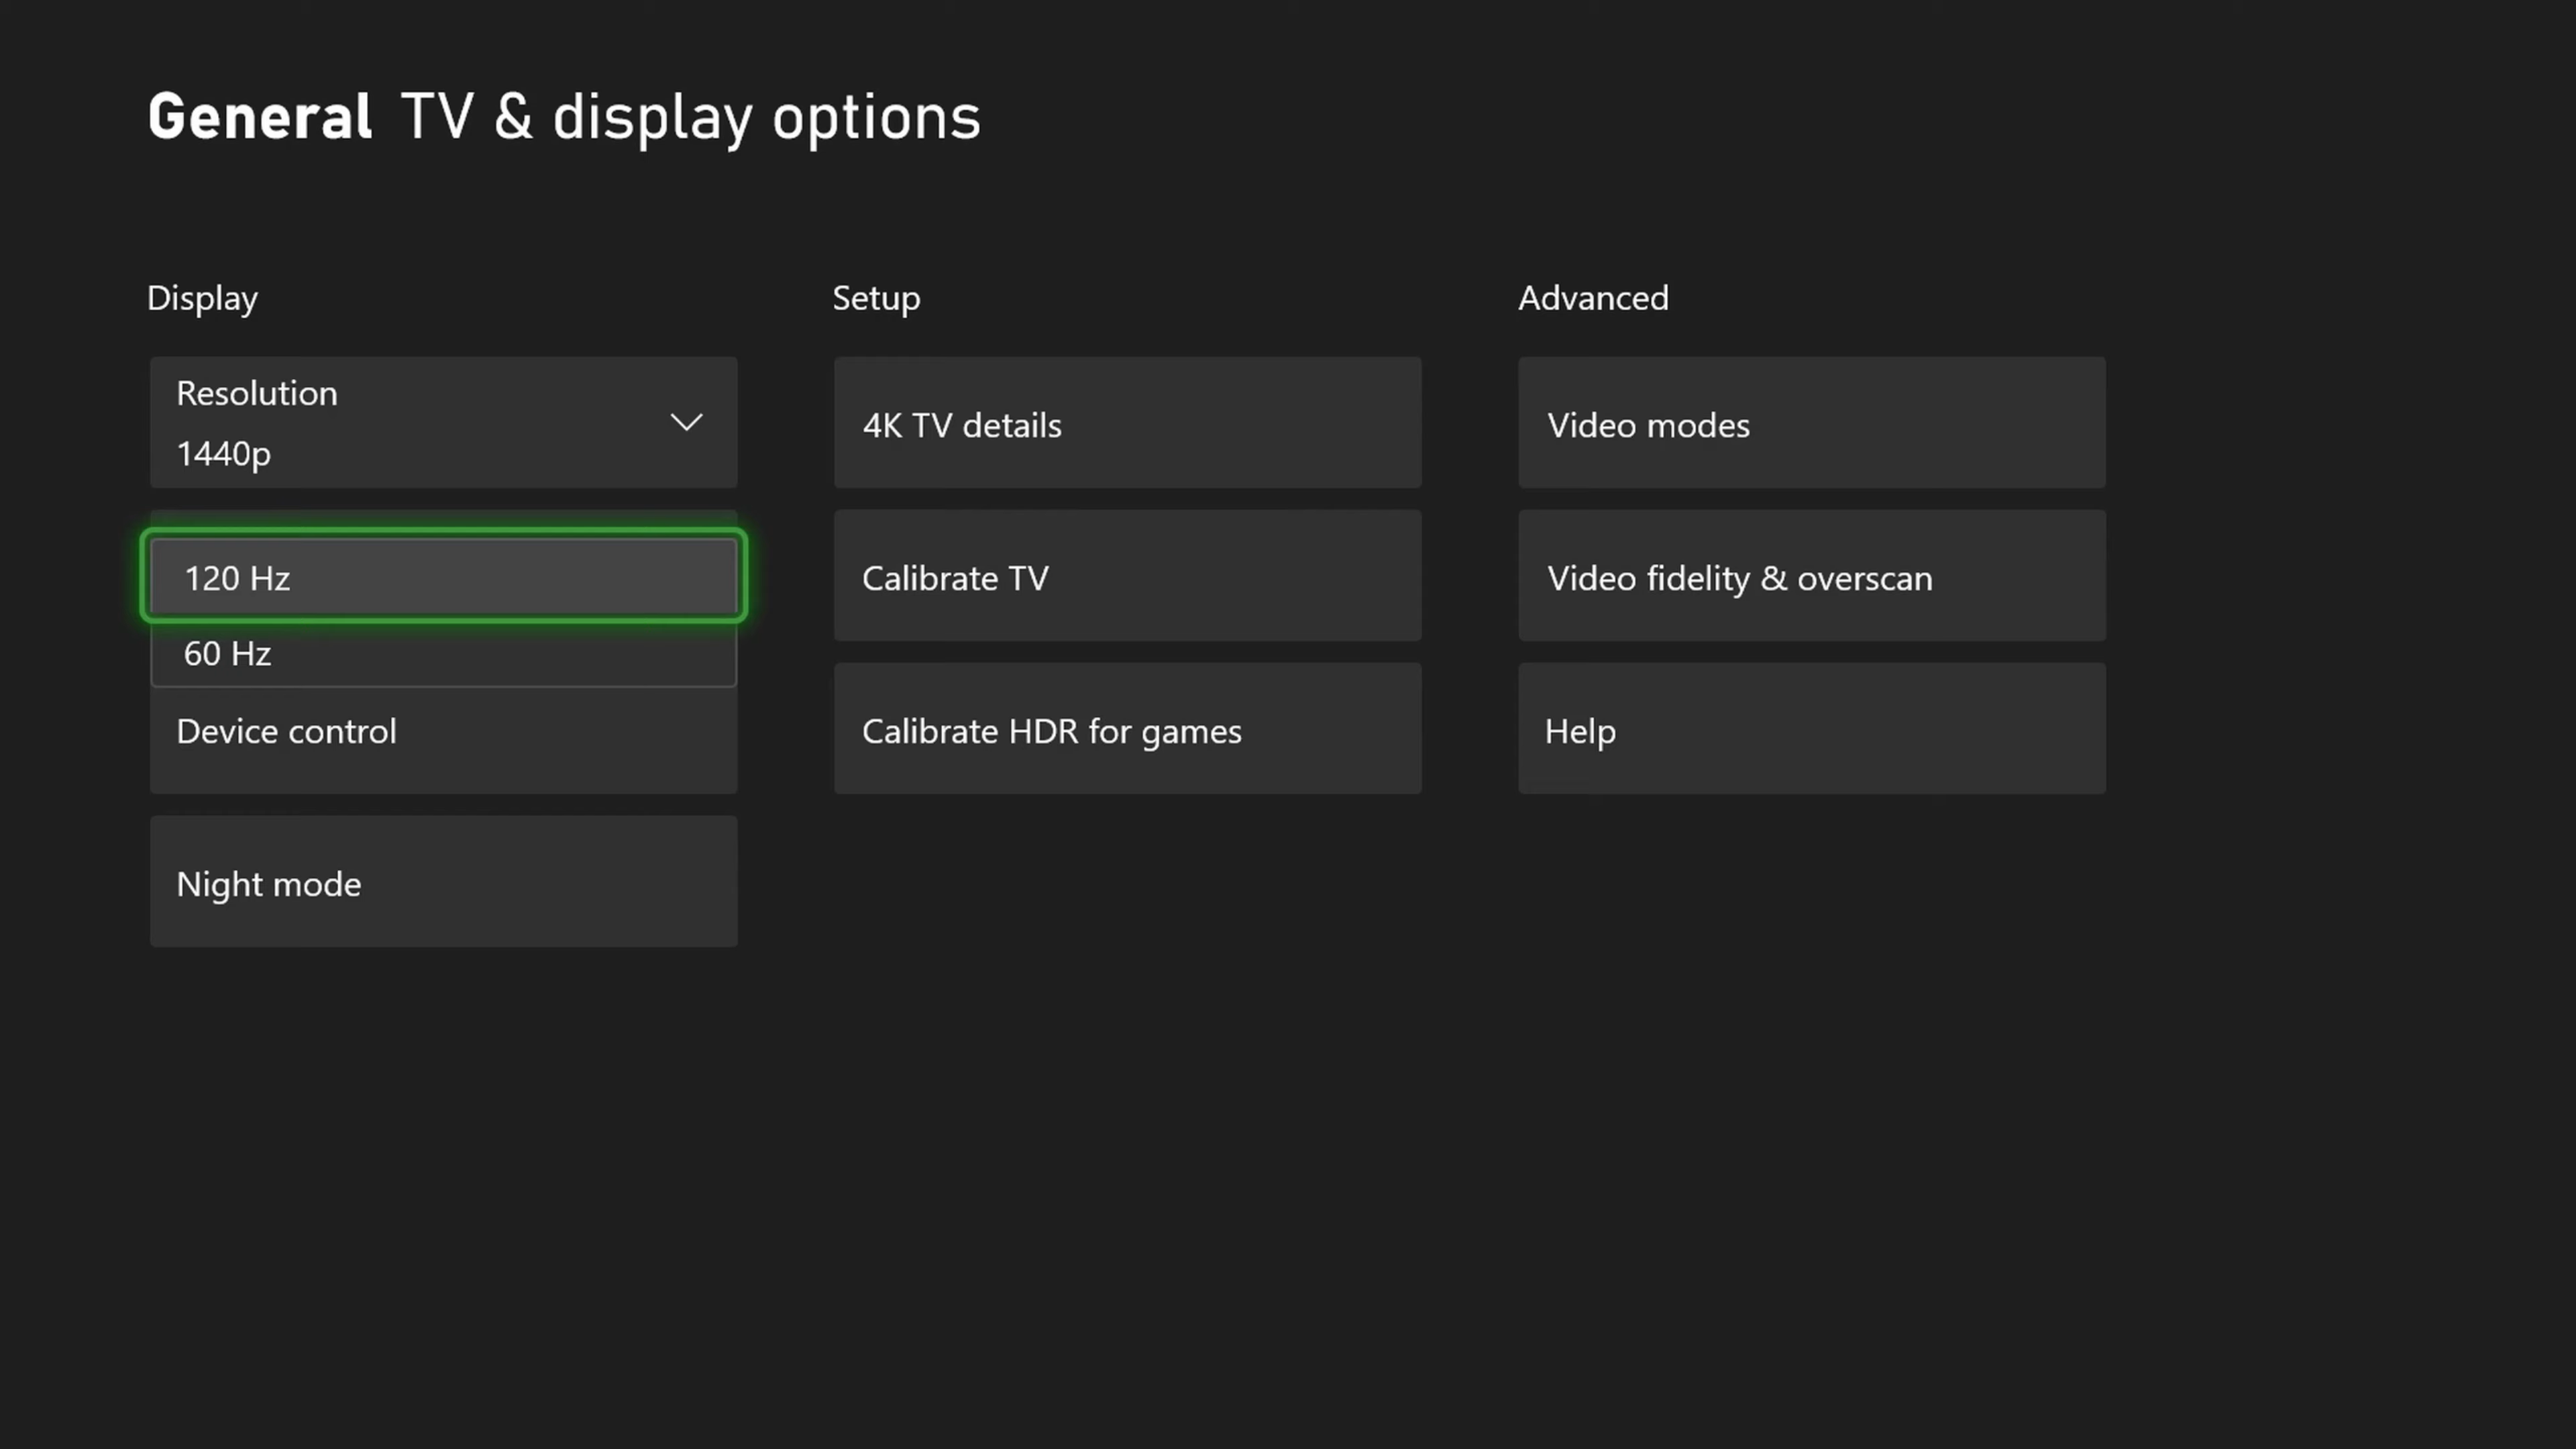 General TV & display options
Display
Resolution
1440p
120 Hz
60 Hz
Device control
Night mode
Setup
4K TV details
Calibrate TV
Calibrate HDR for games
Advanced
Video modes
Video fidelity & overscan
Help